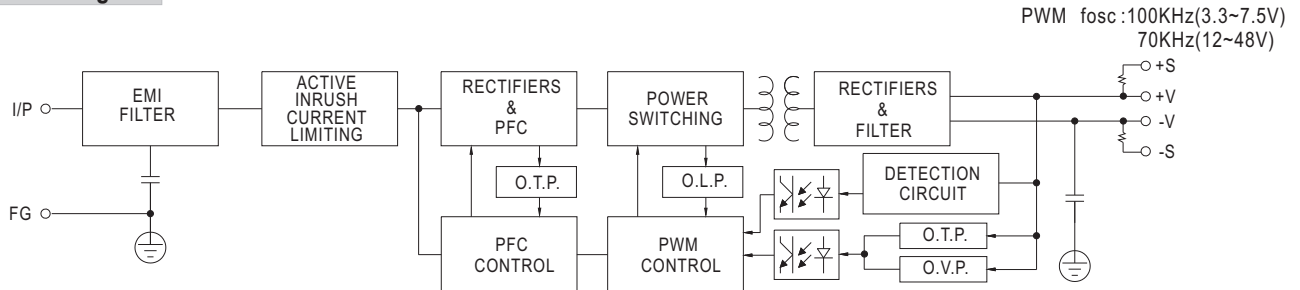 PWM fosc :100KHz(3.3~7.5V)
70KHz(12~48V)
I/P
EMI
FILTER
ACTIVE
INRUSH
CURRENT
LIMITING
RECTIFIERS
&
PFC
POWER
SWITCHING
RECTIFIERS
&
FILTER
+S
+V
-V
-S
O.T.P.
O.L.P.
DETECTION
CIRCUIT
FG
PFC
CONTROL
PWM
CONTROL
O.T.P.
O.V.P.